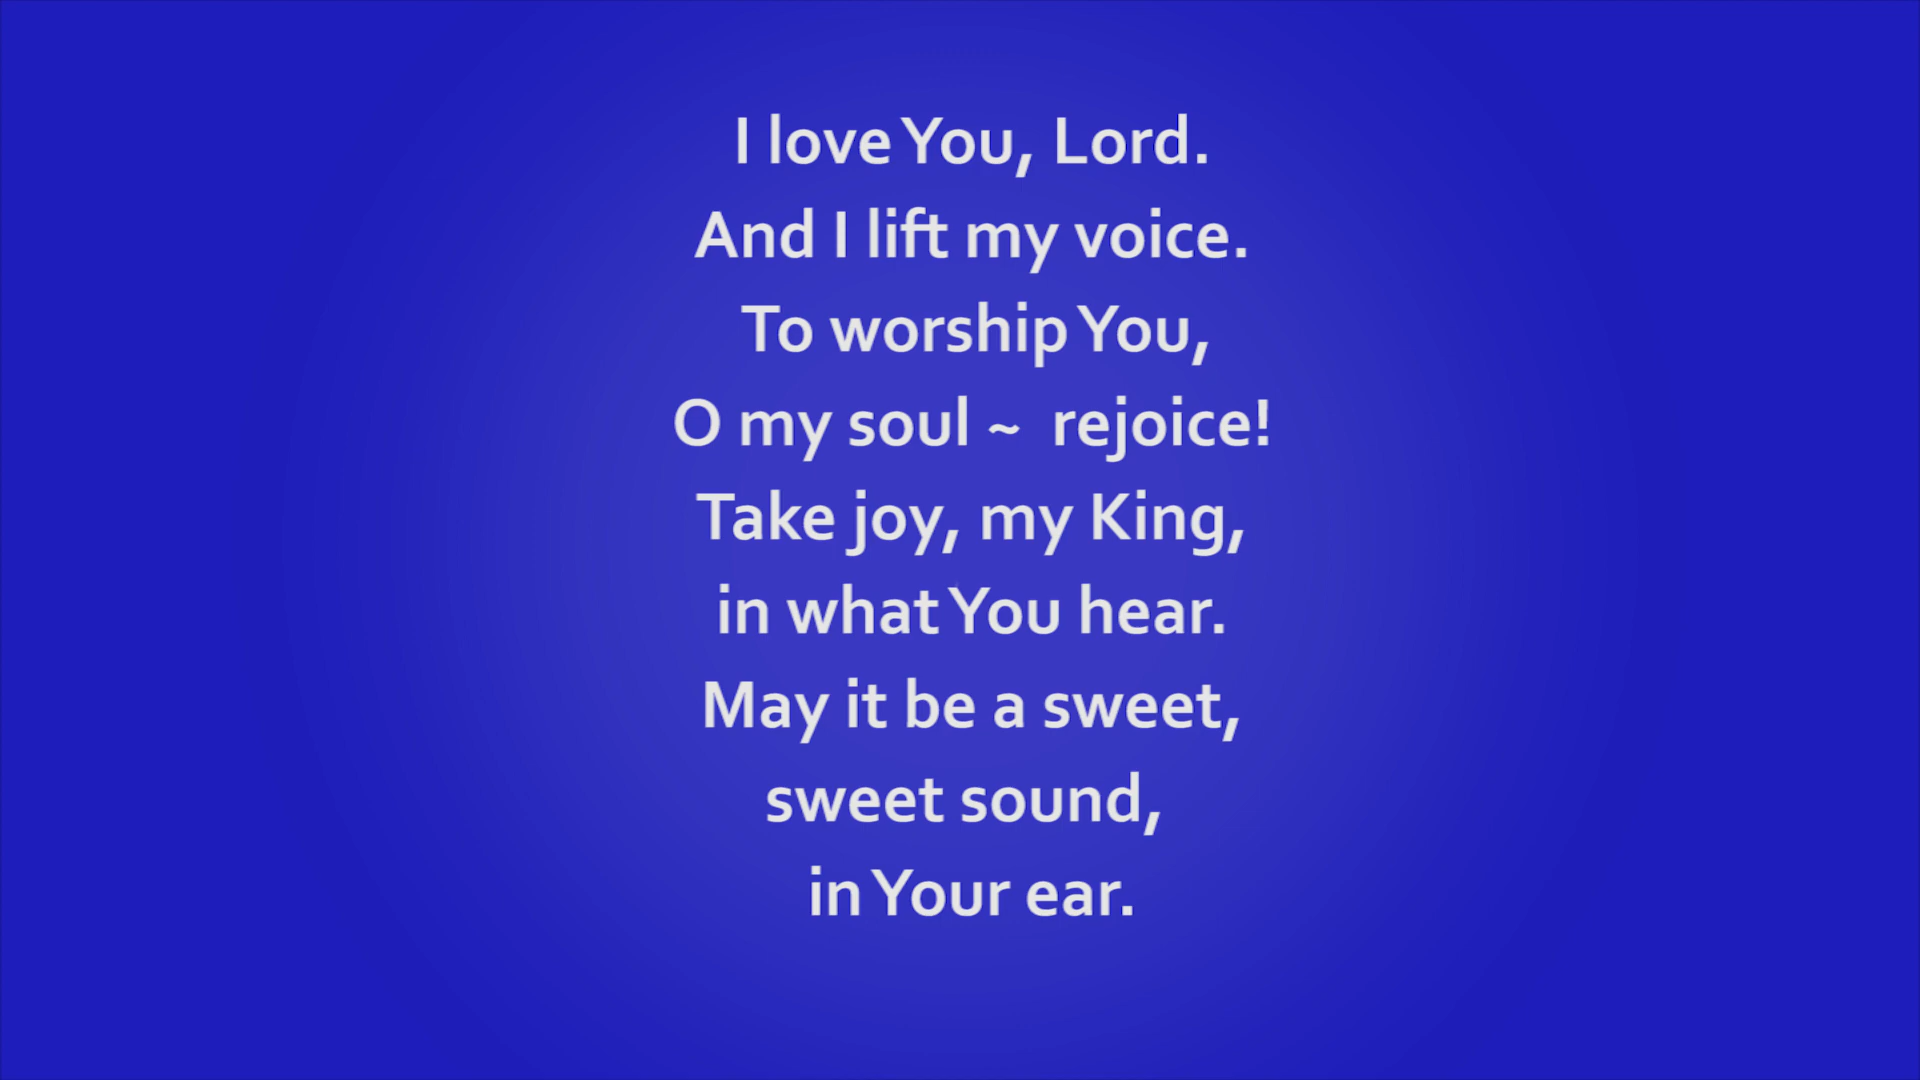 I love You, Lord.
And I lift my voice.
To worship You,
O my soul ~ rejoice!
Take joy, my King,
in what You hear.
May it be a sweet,
sweet sound,
in Your ear.